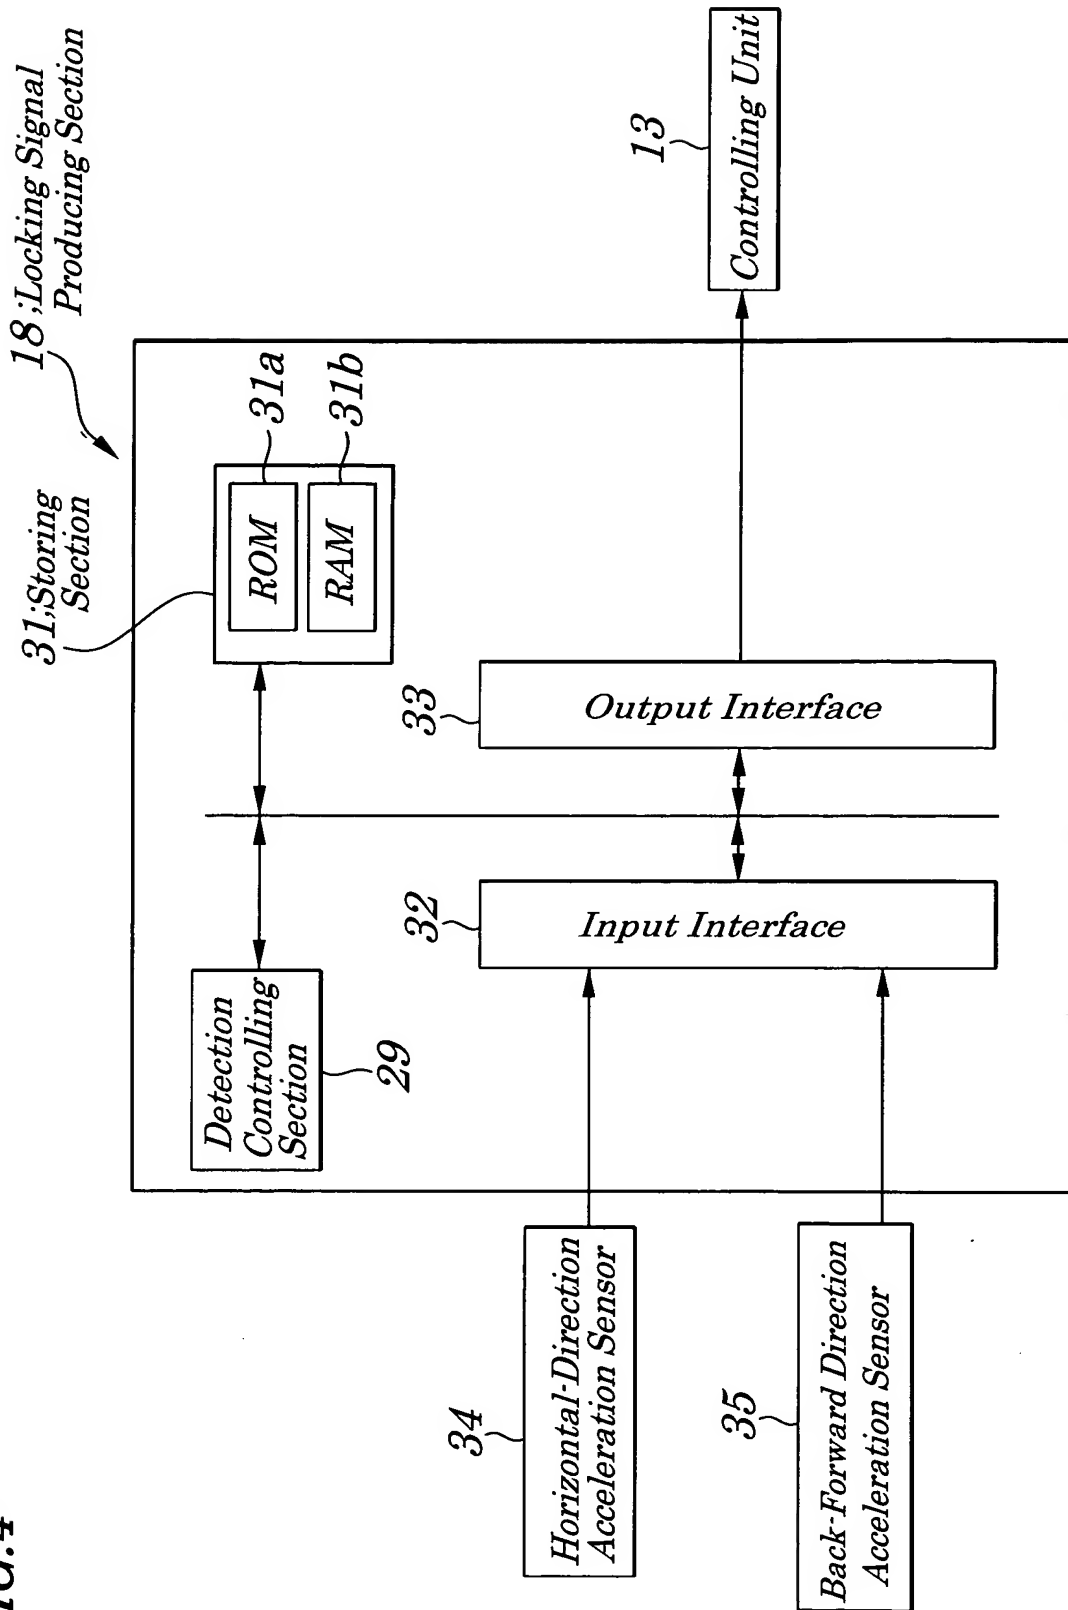 18;Locking Signal
Producing Section
31;Storing
Section
31a
ROM
31b
RAM
13
Controlling Unit
33
Output Interface
32
Input Interface
Detection
Controlling
Section
29
34
Horizontal-Direction
Acceleration Sensor
35
Back-Forward Direction
Acceleration Sensor